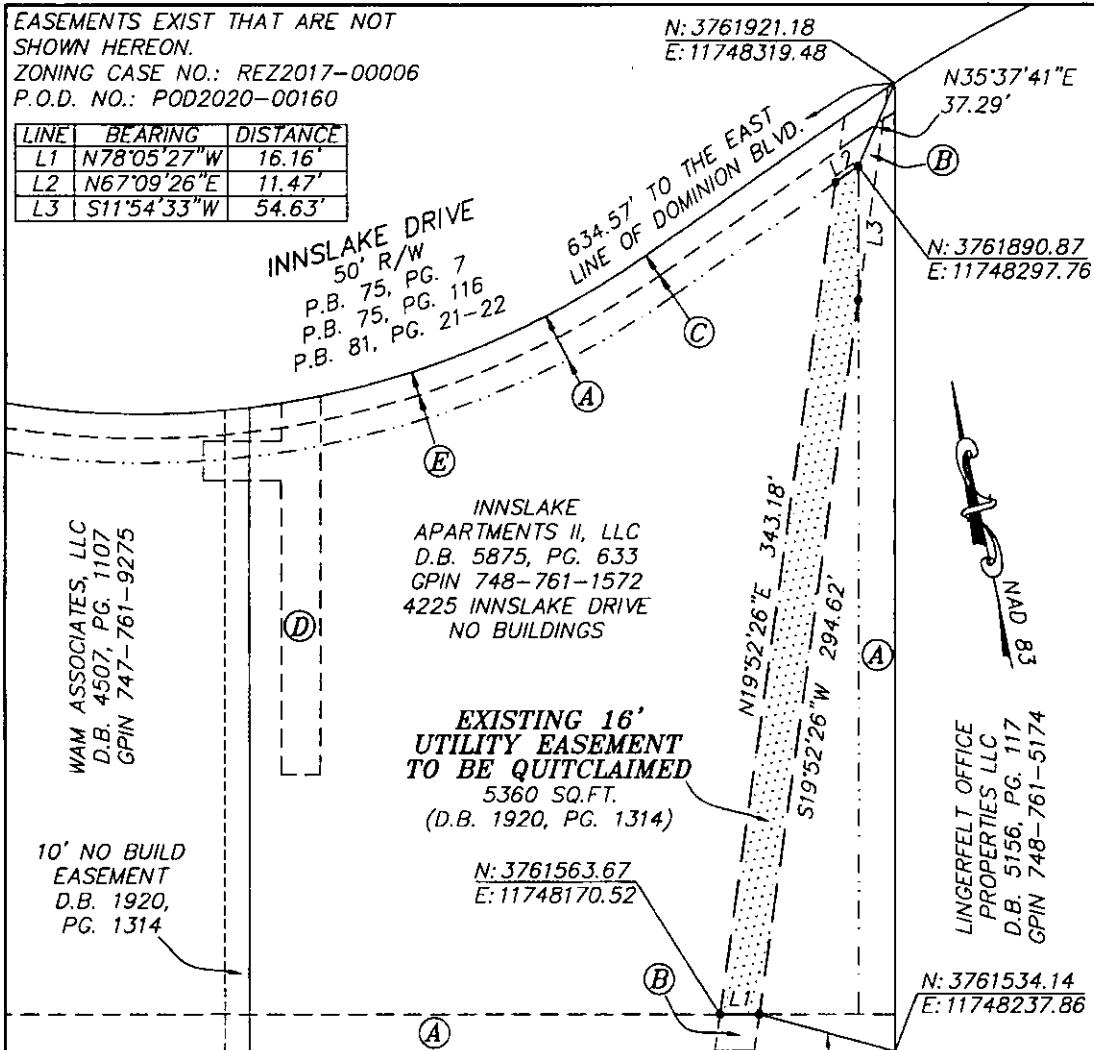 EASEMENTS EXIST THAT ARE NOT
SHOWN HEREON.
ZONING CASE NO.: REZ2017-00006
P.O.D. NO.: POD2020-00160
LINE BEARING DISTANCE
L1 N78°05'27"W 16.16'
L2 N67°09'26"E 11.47'
L3 S11°54'33"W 54.63'
N: 3761921.18
E: 11748319.48
N35°37'41"E
37.29'
B
634.57' TO THE EAST
LINE OF DOMINION BLVD.
L2
L3
INNSLAKE DRIVE
50' R/W
P.B. 75, PG. 7
P.B. 75, PG. 116
P.B. 81, PG. 21-22
N: 3761890.87
E: 11748297.76
C
A
E
WAM ASSOCIATES, LLC
D.B. 4507, PG. 1107
GPIN 747-761-9275
D
INNSLAKE
APARTMENTS II, LLC
D.B. 5875, PG. 633
GPIN 748-761-1572
4225 INNSLAKE DRIVE
NO BUILDINGS
N19°52'26"E 343.18'
S19°52'26"W 294.62'
A
NAD 83
EXISTING 16'
UTILITY EASEMENT
TO BE QUITCLAIMED
5360 SQ.FT.
(D.B. 1920, PG. 1314)
LINGERFELT OFFICE
PROPERTIES LLC
D.B. 5156, PG. 117
GPIN 748-761-5174
10' NO BUILD
EASEMENT
D.B. 1920,
PG. 1314
N: 3761563.67
E: 11748170.52
B
L1
N: 3761534.14
E: 11748237.86
A